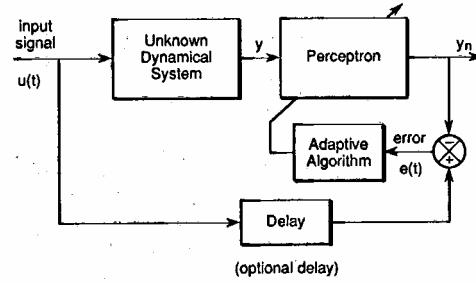 input
signal
u(t)
Unknown
Dynamical
System
y
Perceptron
yn
Adaptive
Algorithm
error
e(t)
−
+
Delay
(optional delay)